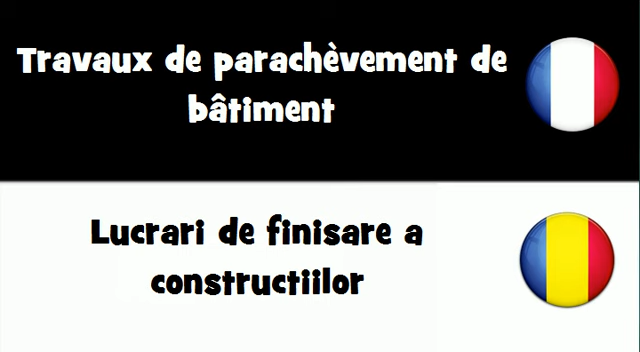 Travaux de parachèvement de
bâtiment
Lucrari de finisare a
constructiilor